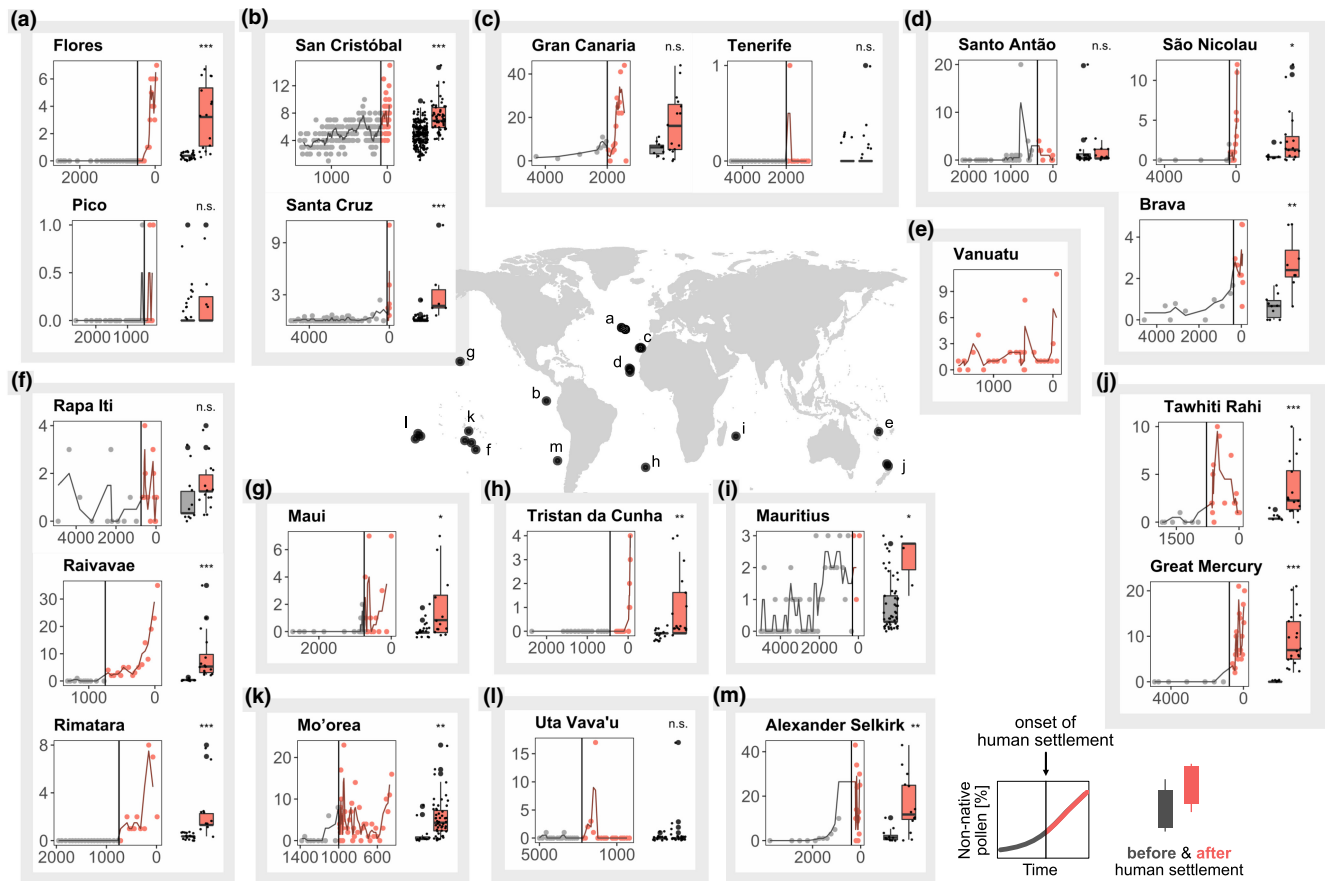 (a)
Flores
***
6
5
4
3
2
1
0
2000
0
Pico
n.s.
1.0
0.5
0.0
2000
1000
(b)
San Cristóbal
***
12
8
4
1000
0
Santa Cruz
***
9
3
4000
2000
0
(c)
Gran Canaria
n.s.
40
20
0
4000
2000
0
Tenerife
n.s.
1
0
4000
2000
0
(d)
Santo Antão
n.s.
20
10
0
2000
1000
0
São Nicolau
*
10
5
0
4000
2000
0
Brava
**
4
2
0
4000
2000
0
(e)
Vanuatu
9
6
3
0
1000
0
a
c
d
g
b
l
k
f
m
h
i
e
j
(f)
Rapa Iti
n.s.
4
2
0
4000
2000
0
Raivavae
***
30
20
10
0
1000
0
Rimatara
***
8
4
0
2000
1000
0
(g)
Maui
*
6
4
2
0
2000
0
(h)
Tristan da Cunha
**
4
3
2
1
0
2000
1000
0
(i)
Mauritius
*
3
2
1
0
4000
2000
0
(j)
Tawhiti Rahi
***
10
5
0
1500
0
Great Mercury
***
20
10
0
4000
0
(k)
Mo'orea
**
20
10
0
1400
1000
600
(l)
Uta Vava'u
n.s.
15
10
5
0
5000
1000
(m)
Alexander Selkirk
**
40
20
0
2000
0
onset of
human settlement
Non-native
pollen [%]
Time
before & after
human settlement